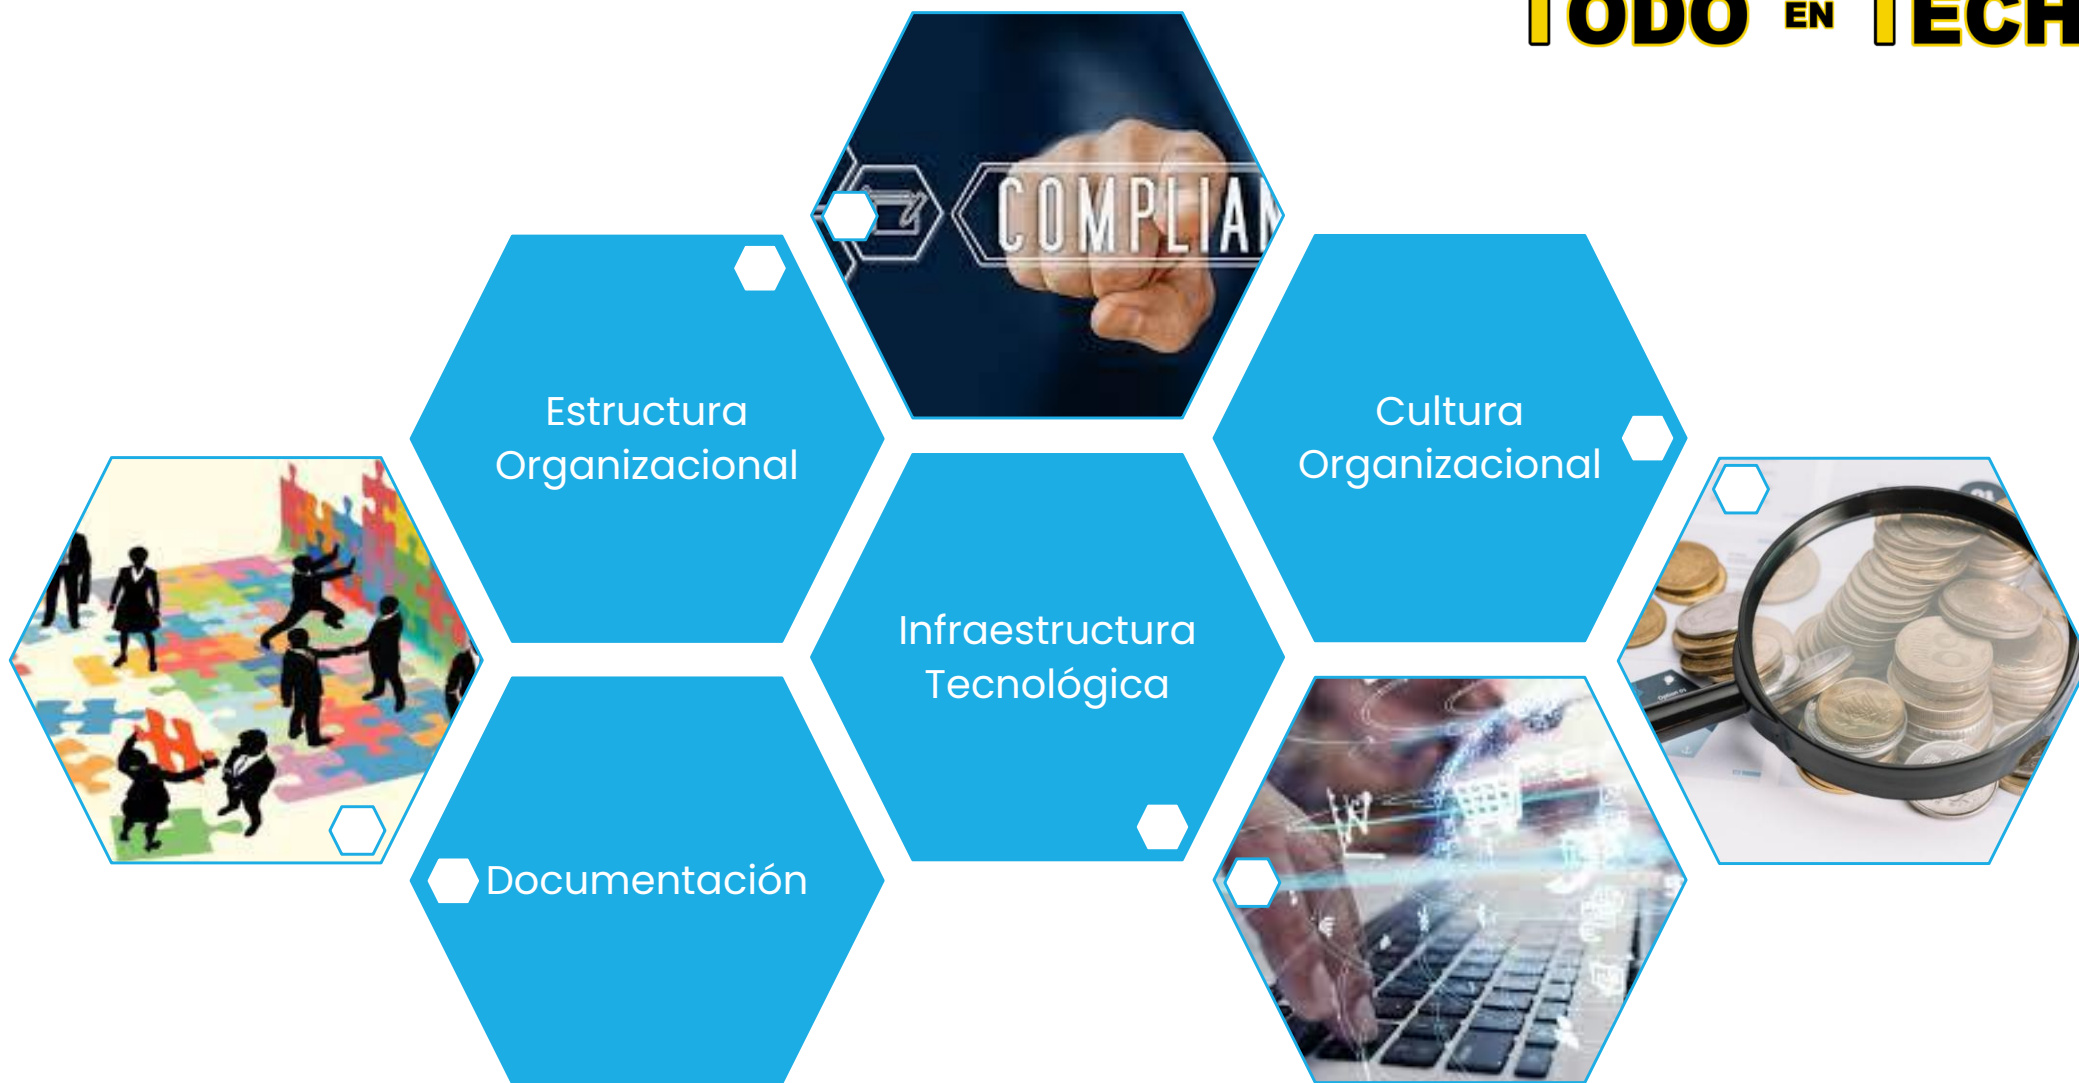 TODO EN TECH
COMPLIAN
Estructura
Organizacional
Cultura
Organizacional
Infraestructura
Tecnológica
Documentación